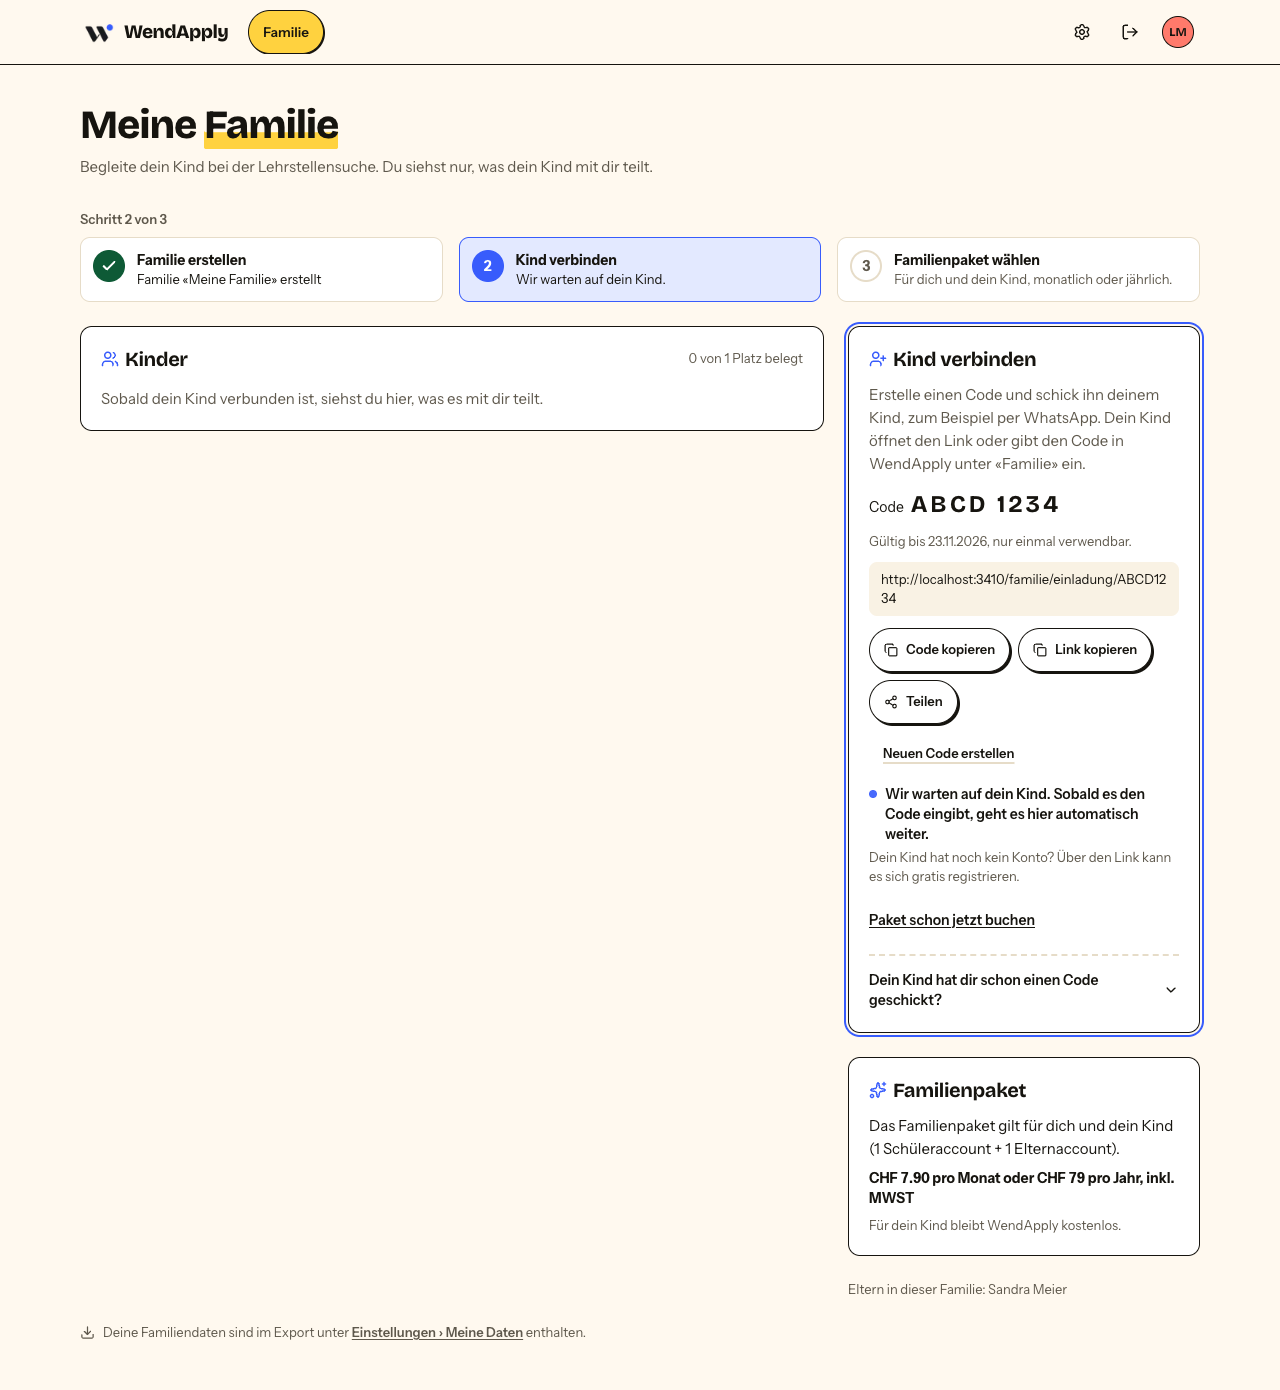 WendApply
Familie
LM
Meine Familie
Begleite dein Kind bei der Lehrstellensuche. Du siehst nur, was dein Kind mit dir teilt.
Schritt 2 von 3
Familie erstellen
Familie «Meine Familie» erstellt
2
Kind verbinden
Wir warten auf dein Kind.
3
Familienpaket wählen
Für dich und dein Kind, monatlich oder jährlich.
Kinder
0 von 1 Platz belegt
Sobald dein Kind verbunden ist, siehst du hier, was es mit dir teilt.
Kind verbinden
Erstelle einen Code und schick ihn deinem
Kind, zum Beispiel per WhatsApp. Dein Kind
öffnet den Link oder gibt den Code in
WendApply unter «Familie» ein.
Code ABCD 1234
Gültig bis 23.11.2026, nur einmal verwendbar.
http://localhost:3410/familie/einladung/ABCD12
34
Code kopieren
Link kopieren
Teilen
Neuen Code erstellen
Wir warten auf dein Kind. Sobald es den
Code eingibt, geht es hier automatisch
weiter.
Dein Kind hat noch kein Konto? Über den Link kann
es sich gratis registrieren.
Paket schon jetzt buchen
Dein Kind hat dir schon einen Code
geschickt?
Familienpaket
Das Familienpaket gilt für dich und dein Kind
(1 Schüleraccount + 1 Elternaccount).
CHF 7.90 pro Monat oder CHF 79 pro Jahr, inkl.
MWST
Für dein Kind bleibt WendApply kostenlos.
Eltern in dieser Familie: Sandra Meier
Deine Familiendaten sind im Export unter Einstellungen › Meine Daten enthalten.